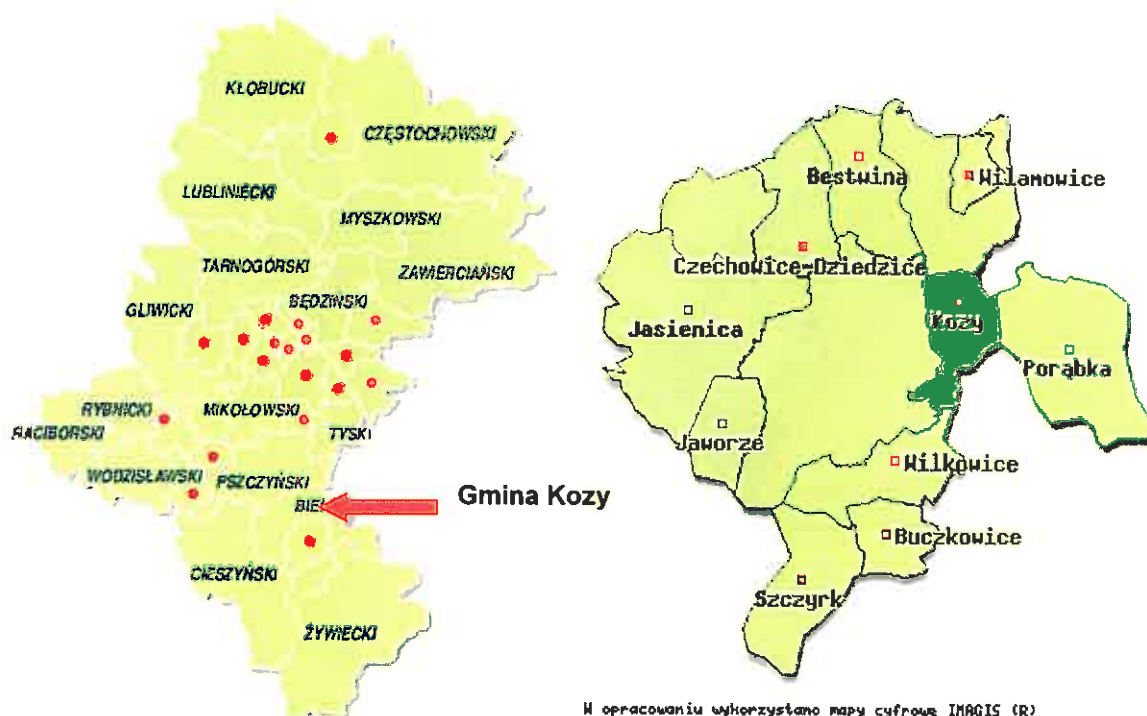 KŁOBUCKI
CZĘSTOCHOWSKI
LUBLINIECKI
MYSZKOWSKI
TARNOGÓRSKI
ZAWIERCIAŃSKI
BĘDZIŃSKI
GLIWICKI
RYBNICKI
MIKOŁOWSKI
RACIBORSKI
TYSKI
WODZISŁAWSKI
PSZCZYŃSKI
BIEL
Gmina Kozy
CIESZYŃSKI
ŻYWIECKI
Bestwina
Wilamowice
Czechowice-Dziedzice
Jasienica
Kozy
Porąbka
Jaworze
Wilkowice
Buczkowice
Szczyrk
W opracowaniu wykorzystano mapy cyfrowe IMAGIS (R)